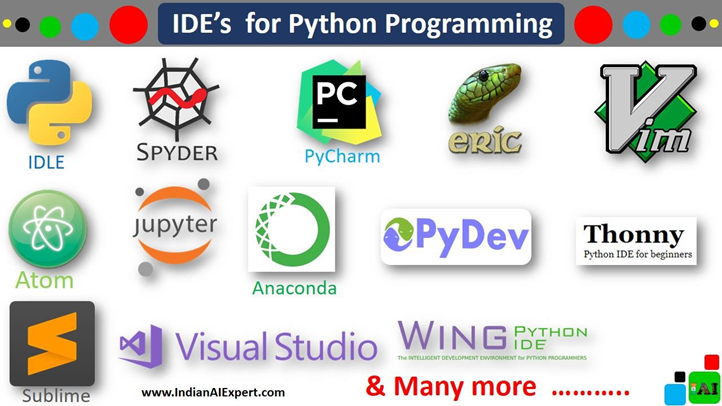 IDE's for Python Programming
IDLE
SPYDER
PC
PyCharm
eric
Vim
Atom
jupyter
Anaconda
PyDev
Thonny
Python IDE for beginners
Sublime
Visual Studio
WING PYTHON
IDE
The INTELLIGENT DEVELOPMENT ENVIRONMENT for PYTHON PROGRAMMERS
www.IndianAIExpert.com
& Many more ………..
AI